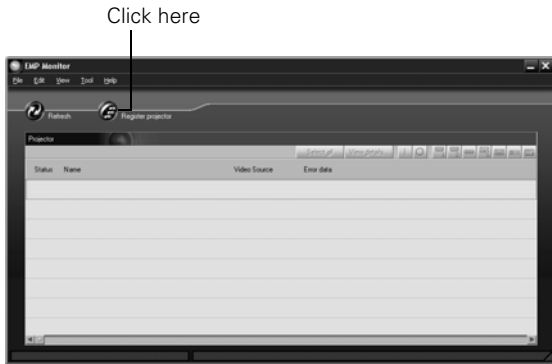 Click here
EMP Monitor
File Edit View Tool Help
Refresh Register projector
Projector
Select all View details
Status Name Video Source Error data